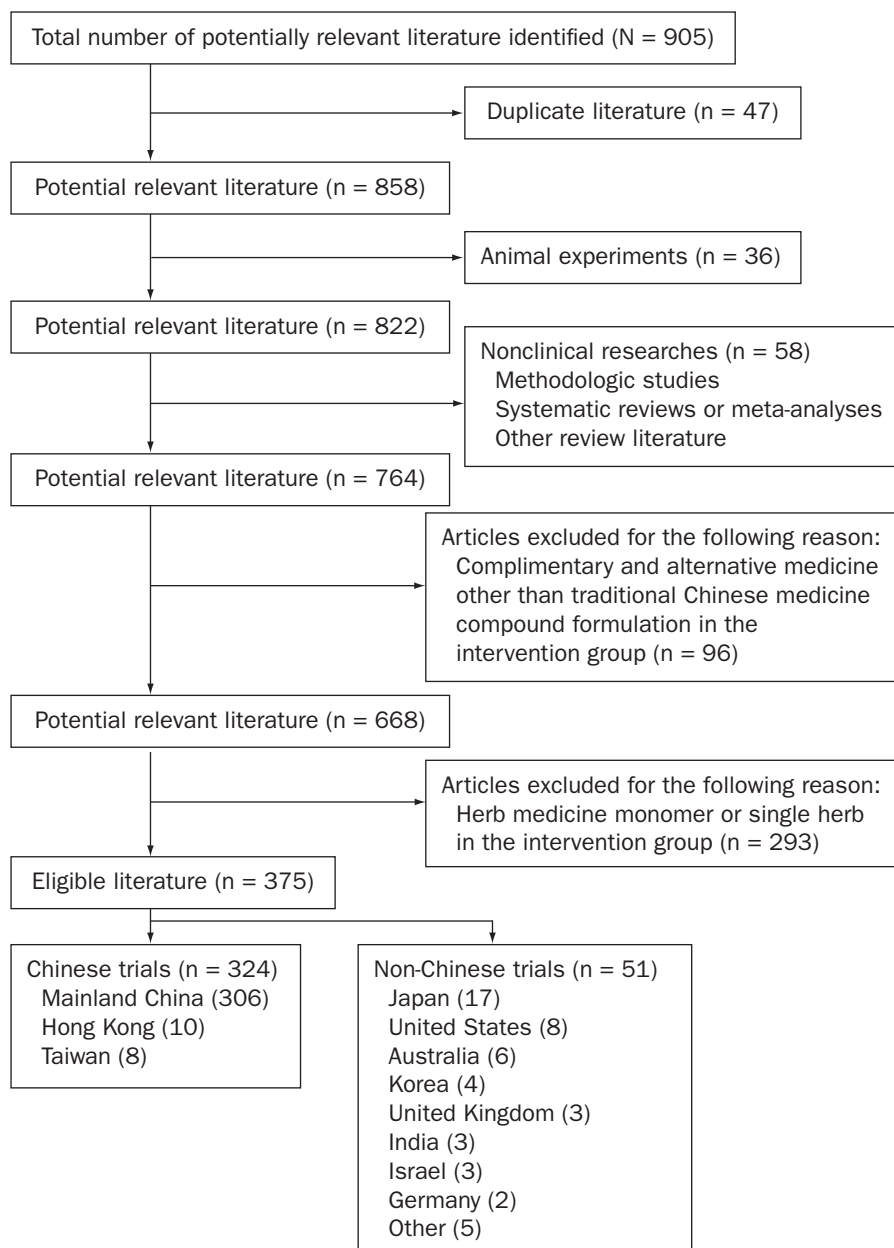 Total number of potentially relevant literature identified (N = 905)
Duplicate literature (n = 47)
Potential relevant literature (n = 858)
Animal experiments (n = 36)
Potential relevant literature (n = 822)
Nonclinical researches (n = 58)
Methodologic studies
Systematic reviews or meta-analyses
Other review literature
Potential relevant literature (n = 764)
Articles excluded for the following reason:
Complimentary and alternative medicine
other than traditional Chinese medicine
compound formulation in the
intervention group (n = 96)
Potential relevant literature (n = 668)
Articles excluded for the following reason:
Herb medicine monomer or single herb
in the intervention group (n = 293)
Eligible literature (n = 375)
Chinese trials (n = 324)
Mainland China (306)
Hong Kong (10)
Taiwan (8)
Non-Chinese trials (n = 51)
Japan (17)
United States (8)
Australia (6)
Korea (4)
United Kingdom (3)
India (3)
Israel (3)
Germany (2)
Other (5)